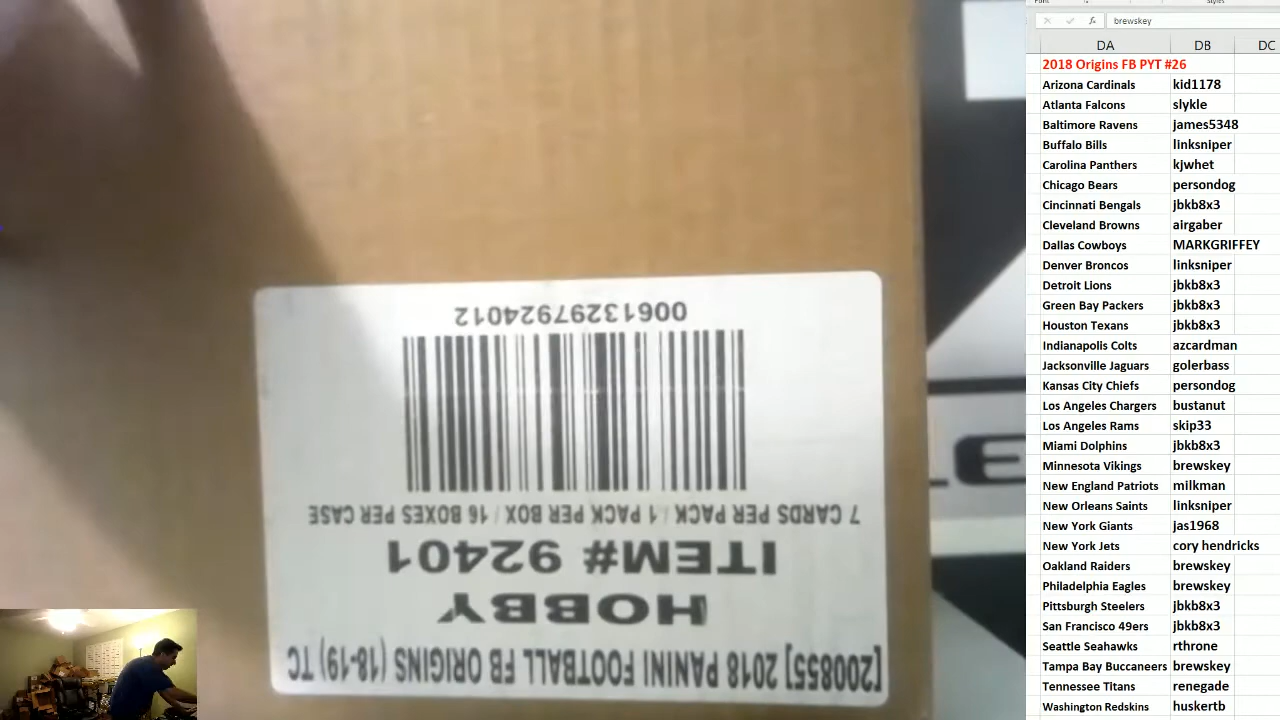 00613297924012
7 CARDS PER PACK / 1 PACK PER BOX / 16 BOXES PER CASE
ITEM# 92401
HOBBY
[200855] 2018 PANINI FOOTBALL FB ORIGINS (18-19) TC
brewskey
DA DB DC
2018 Origins FB PYT #26
Arizona Cardinals kid1178
Atlanta Falcons slykle
Baltimore Ravens james5348
Buffalo Bills linksniper
Carolina Panthers kjwhet
Chicago Bears persondog
Cincinnati Bengals jbkb8x3
Cleveland Browns airgaber
Dallas Cowboys MARKGRIFFEY
Denver Broncos linksniper
Detroit Lions jbkb8x3
Green Bay Packers jbkb8x3
Houston Texans jbkb8x3
Indianapolis Colts azcardman
Jacksonville Jaguars golerbass
Kansas City Chiefs persondog
Los Angeles Chargers bustanut
Los Angeles Rams skip33
Miami Dolphins jbkb8x3
Minnesota Vikings brewskey
New England Patriots milkman
New Orleans Saints linksniper
New York Giants jas1968
New York Jets cory hendricks
Oakland Raiders brewskey
Philadelphia Eagles brewskey
Pittsburgh Steelers jbkb8x3
San Francisco 49ers jbkb8x3
Seattle Seahawks rthrone
Tampa Bay Buccaneers brewskey
Tennessee Titans renegade
Washington Redskins huskertb